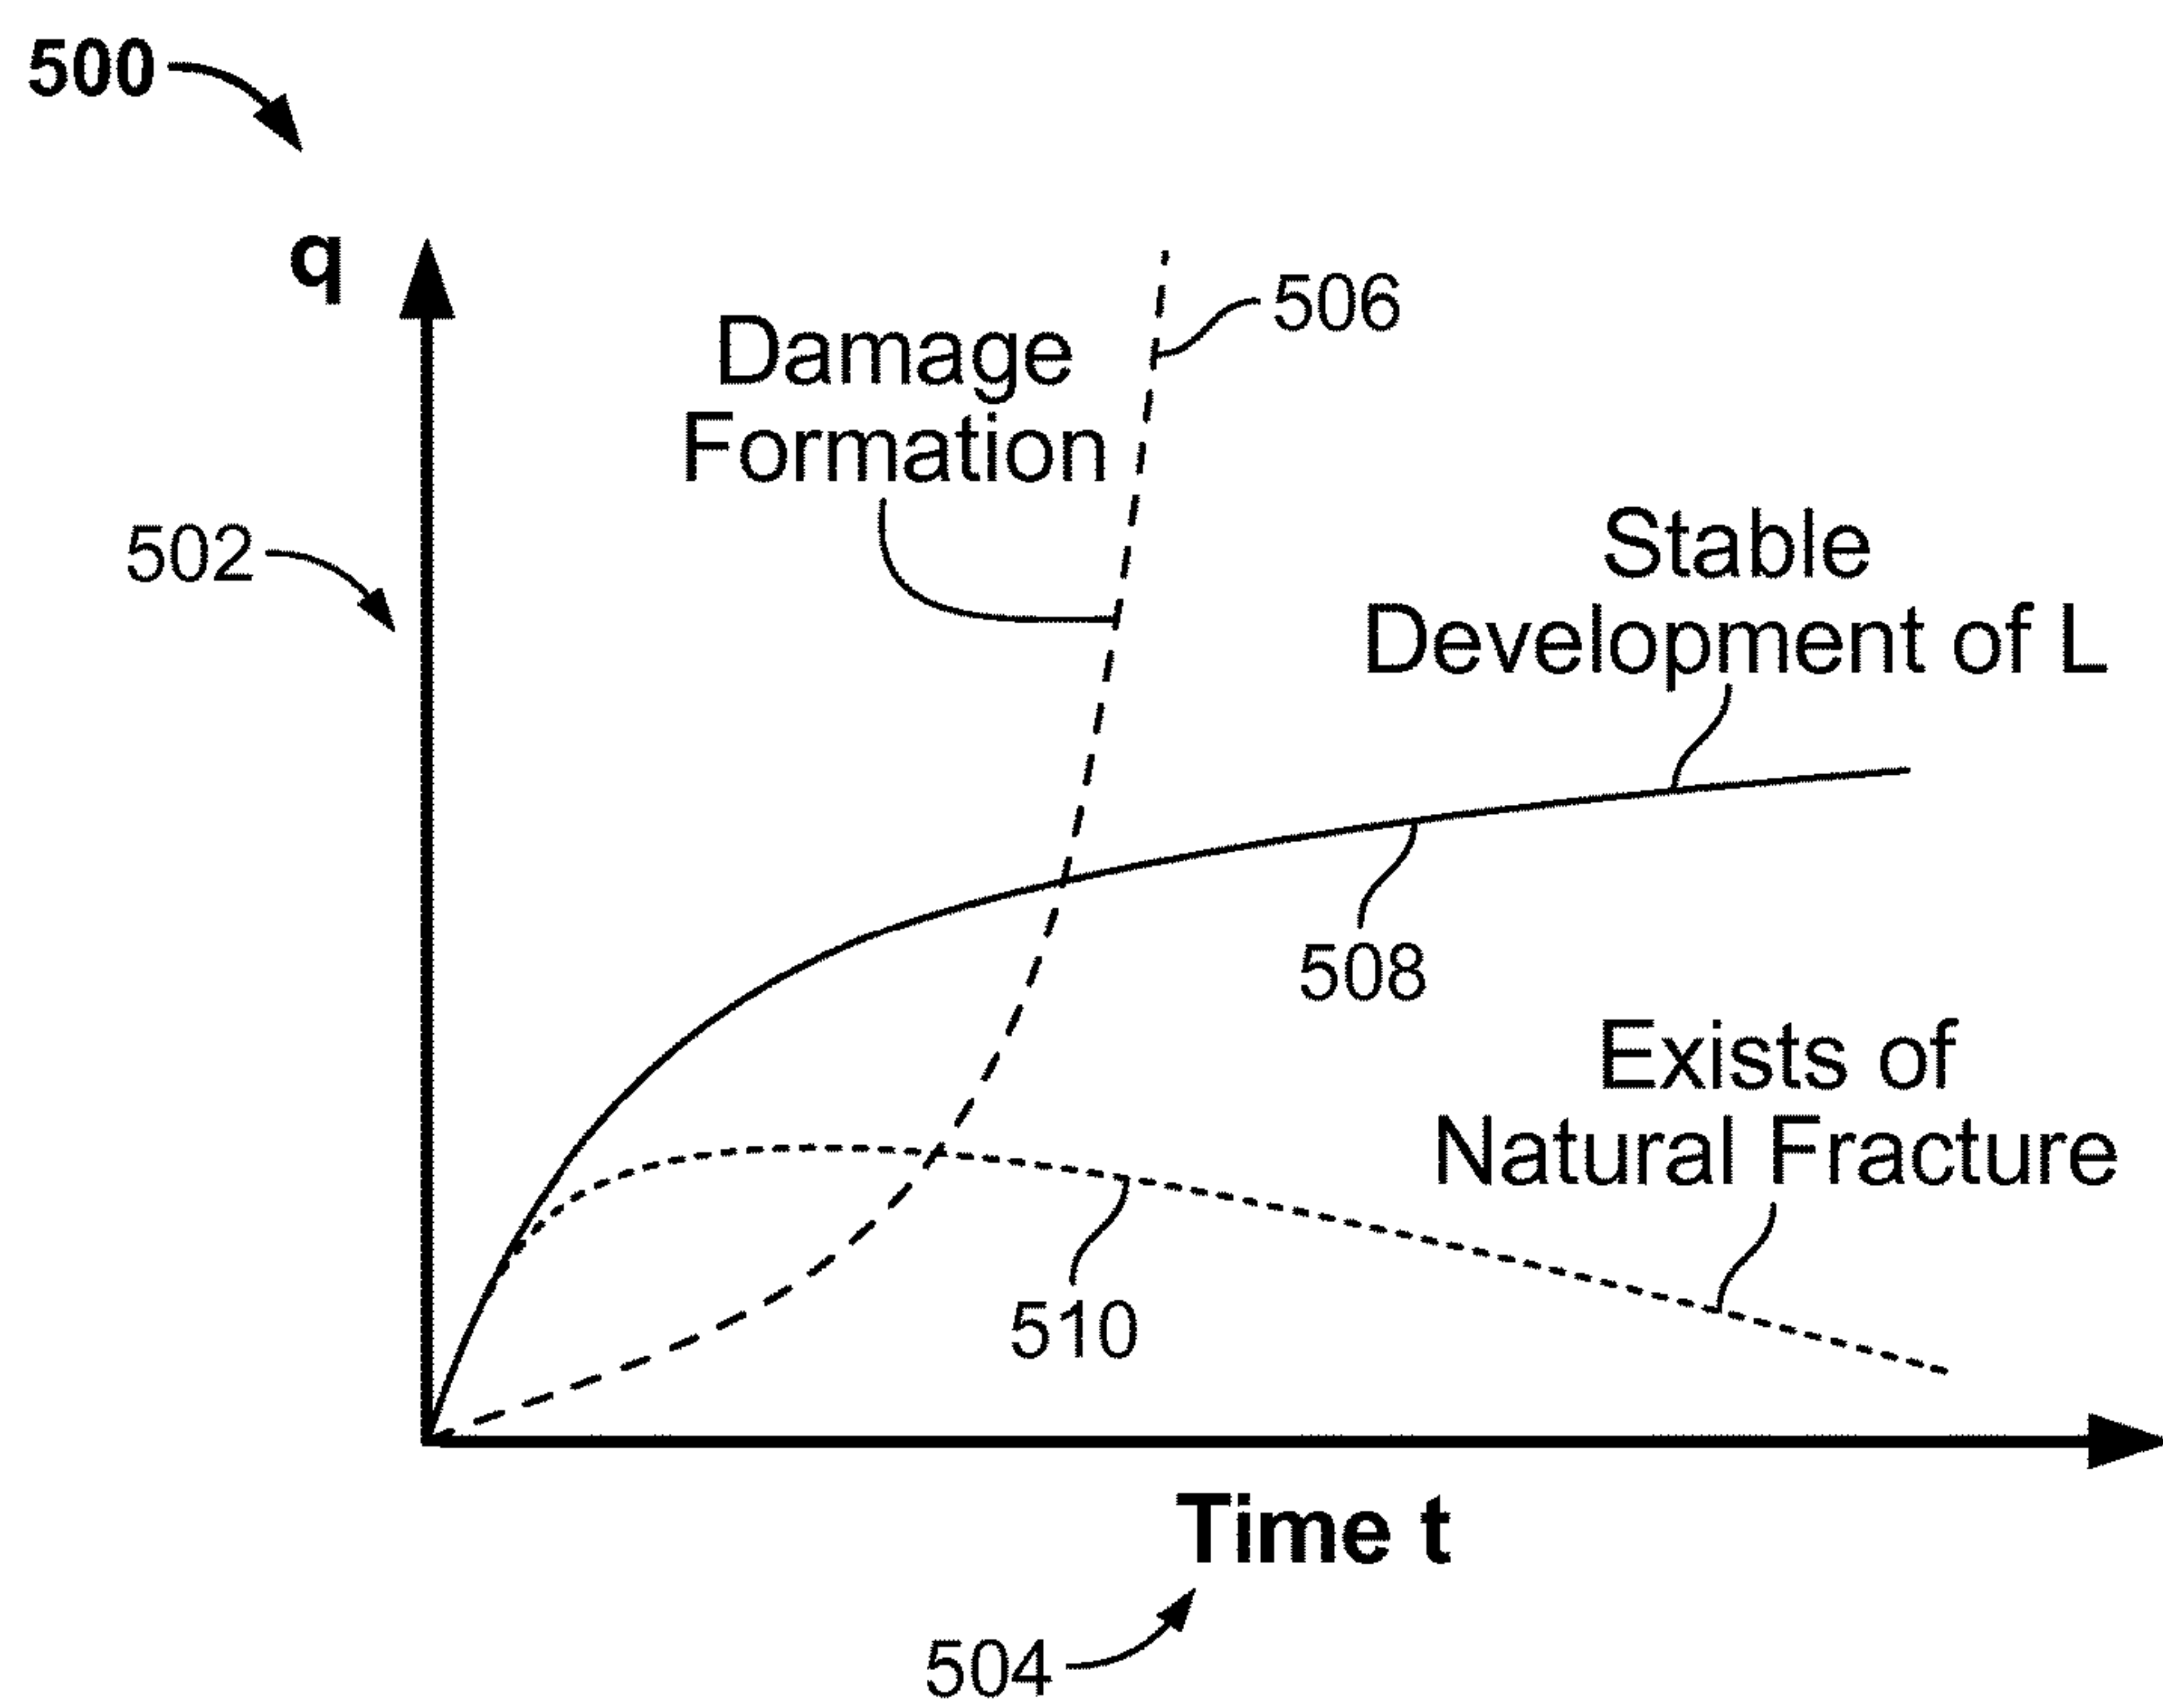 500
q
506
Damage
Formation
502
Stable
Development of L
508
Exists of
Natural Fracture
510
Time t
504